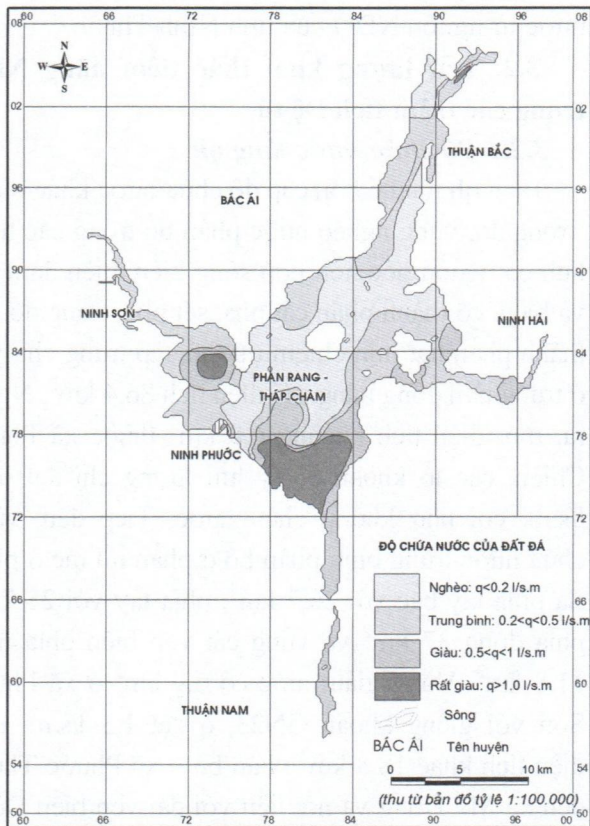 60 66 72 78 84 90 96 02
08 08
N
W E
S
02 02
THUẬN BẮC
BÁC ÁI
96 96
90 90
NINH SƠN
NINH HẢI
84 84
PHAN RANG -
THÁP CHÀM
78 78
NINH PHƯỚC
72 72
ĐỘ CHỨA NƯỚC CỦA ĐẤT ĐÁ
Nghèo: q<0.2 l/s.m
66 66
Trung bình: 0.2<q<0.5 l/s.m
Giàu: 0.5<q<1 l/s.m
60 60
Rất giàu: q>1.0 l/s.m
Sông
THUẬN NAM
BÁC ÁI Tên huyện
54 54
0 5 10 km
(thu từ bản đồ tỷ lệ 1:100.000)
50 50
60 66 72 78 84 90 98 00